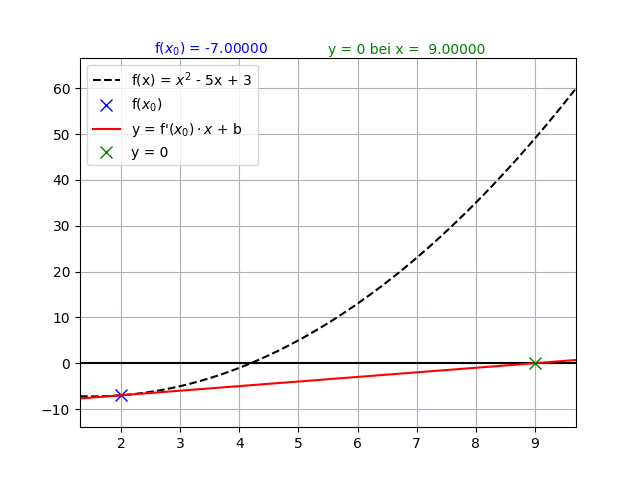 f(x₀) = -7.00000
y = 0 bei x =  9.00000
f(x) = x² - 5x + 3
f(x₀)
y = f'(x₀) · x + b
y = 0
60
50
40
30
20
10
0
−10
2 3 4 5 6 7 8 9